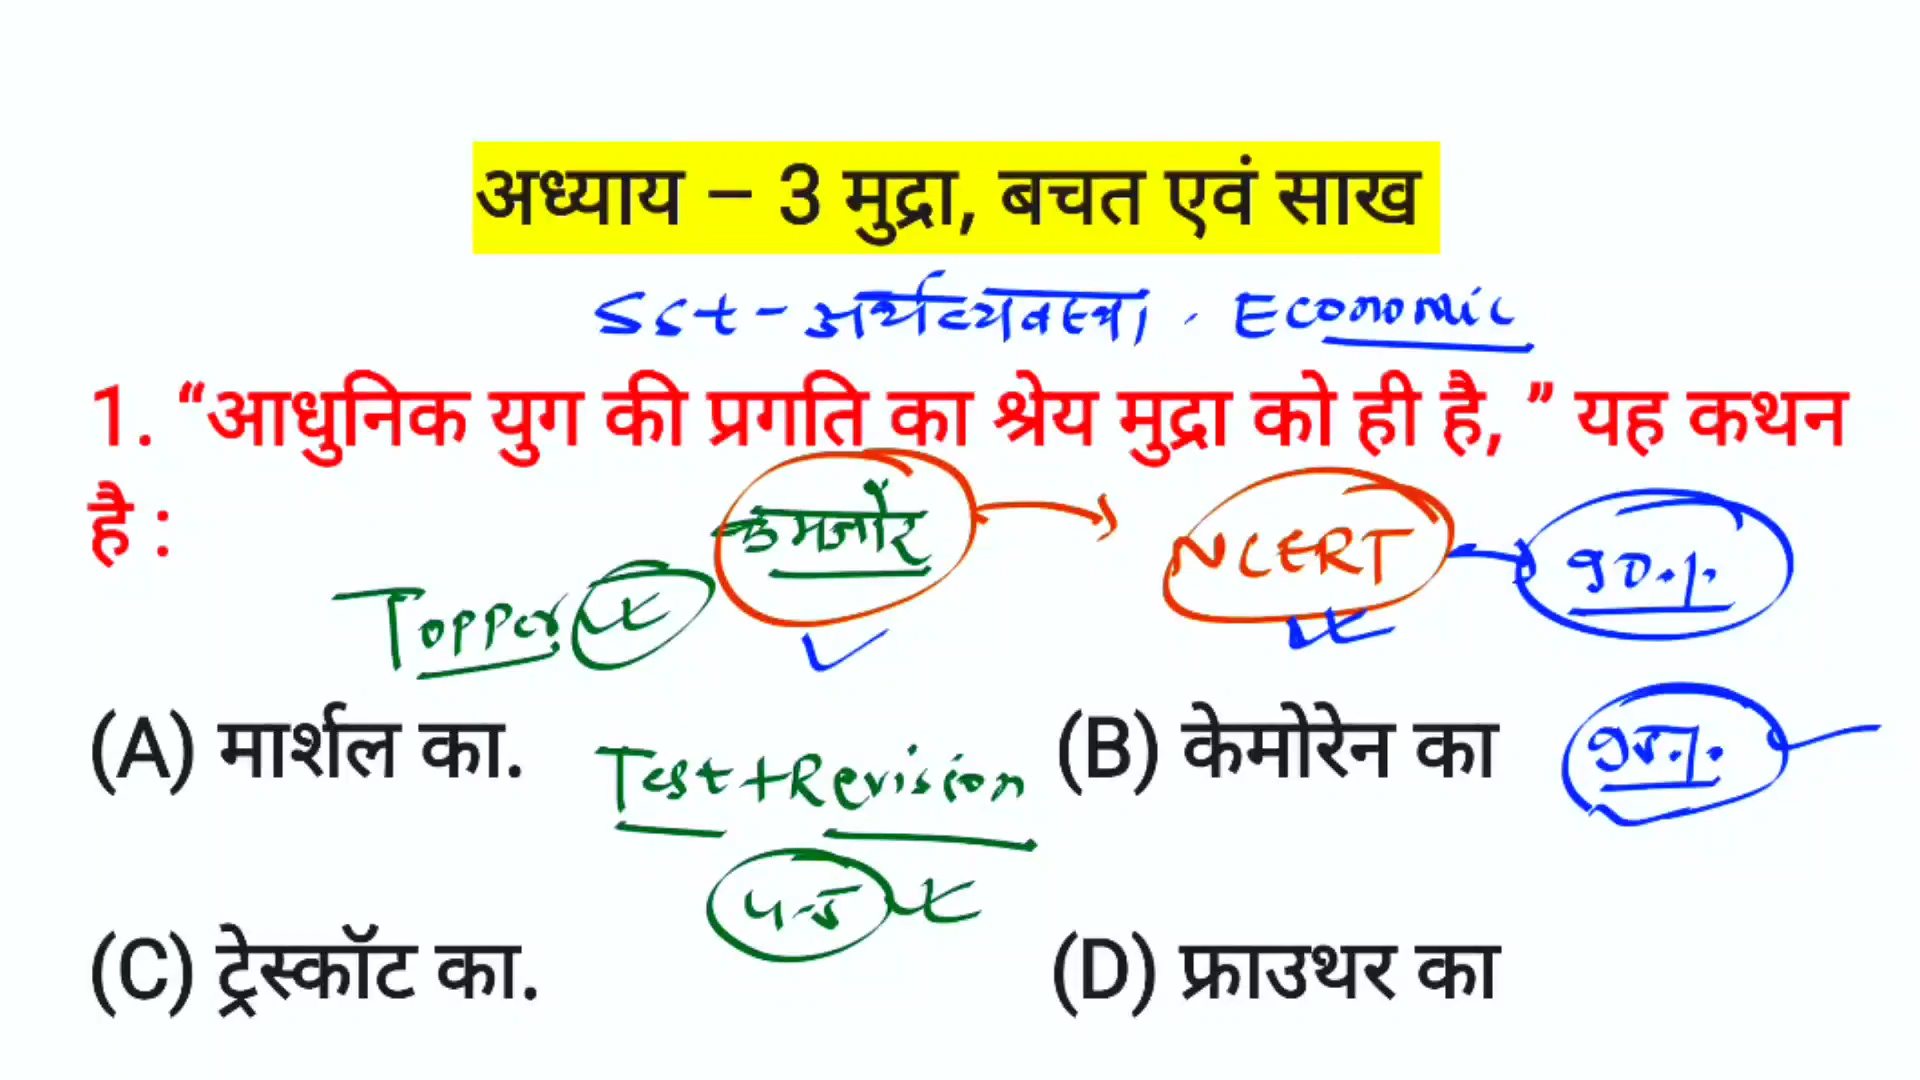 अध्याय – 3 मुद्रा, बचत एवं साख
Sst - अर्थव्यवस्था . Economic
1. “आधुनिक युग की प्रगति का श्रेय मुद्रा को ही है, ” यह कथन
है :
कमजोर
NCERT
90%
Topper
(A) मार्शल का.
(B) केमोरेन का
95%
Test + Revision
(C) ट्रेस्कॉट का.
(D) फ्राउथर का